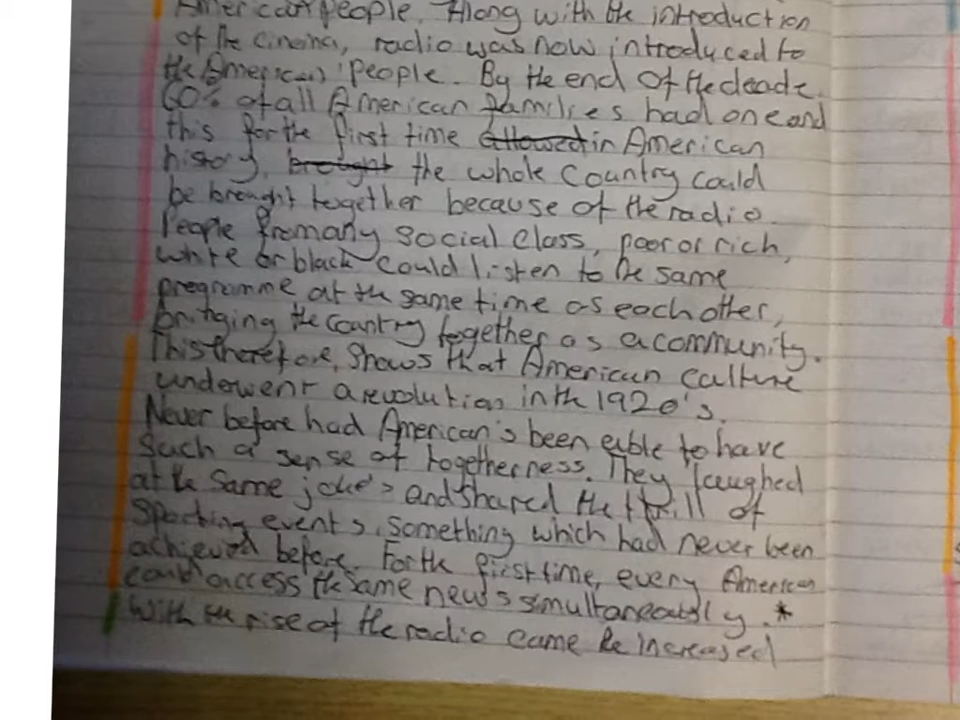 American people. Along with the introduction
of the cinema, radio was now introduced to
the American people. By the end of the decade
60% of all American families had one and
this for the first time allowed in American
history, brought the whole country could
be brought together because of the radio.
People from any social class, poor or rich,
white or black could listen to the same
programme at the same time as each other,
bringing the country together as a community.
This therefore, shows that American culture
underwent a revolution in the 1920's.
Never before had American's been able to have
such a sense of togetherness. They laughed
at the same joke's and shared the thrill of
sporting events, something which had never been
achieved before. For the first time, every American
could access the same news simultaneously. *
With the rise of the radio came the increased